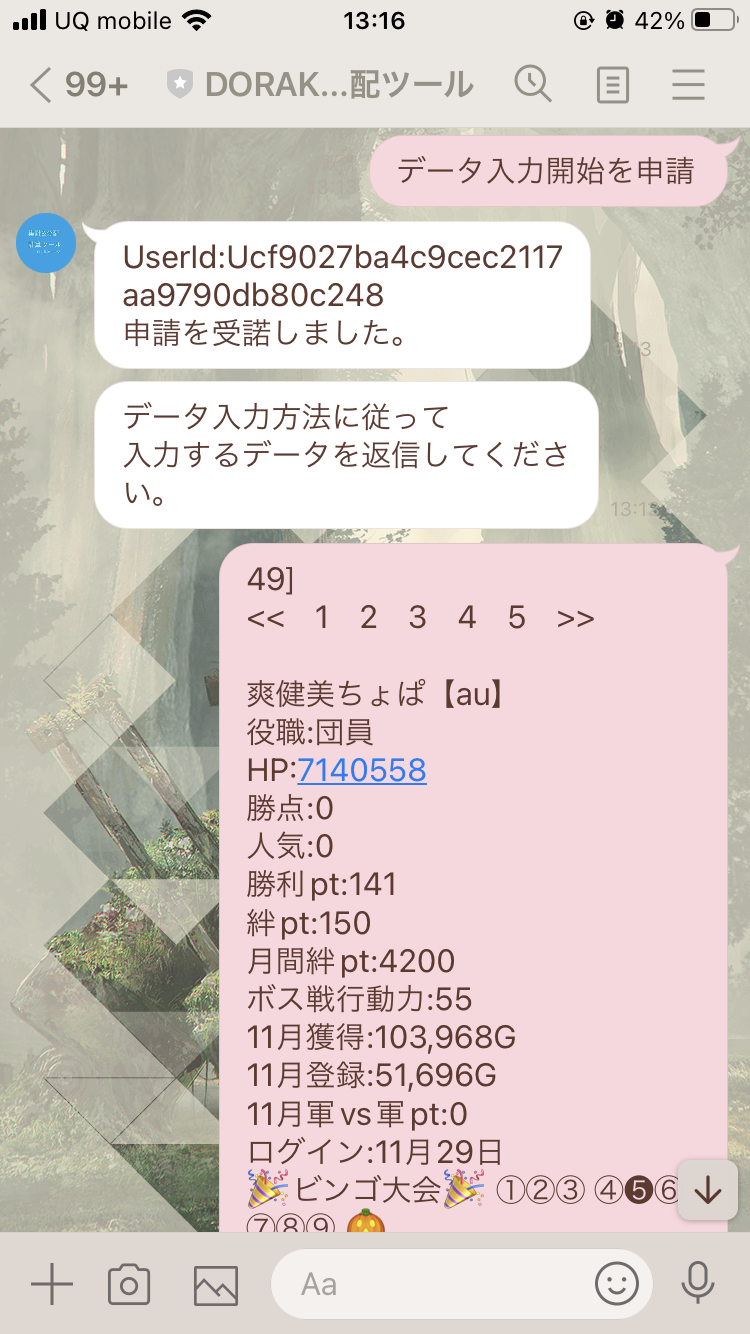 UQ mobile 13:16 42%
99+ DORAK...配ツール
データ入力開始を申請
UserId:Ucf9027ba4c9cec2117
aa9790db80c248
申請を受諾しました。
13:13
データ入力方法に従って
入力するデータを返信してくださ
い。
13:13
49]
<< 1 2 3 4 5 >>
爽健美ちょぱ【au】
役職:団員
HP:7140558
勝点:0
人気:0
勝利pt:141
絆pt:150
月間絆pt:4200
ボス戦行動力:55
11月獲得:103,968G
11月登録:51,696G
11月軍vs軍pt:0
ログイン:11月29日
🎉ビンゴ大会🎉 ①②③ ④❺⑥
⑦⑧⑨ 🎃
Aa